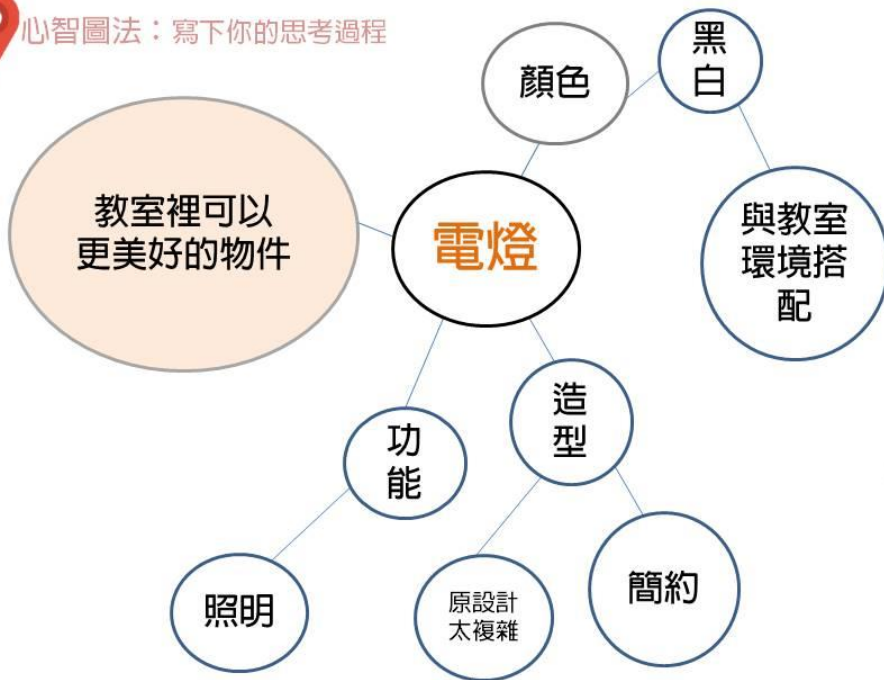 心智圖法：寫下你的思考過程
教室裡可以
更美好的物件
電燈
顏色
黑
白
與教室
環境搭
配
功
能
照明
造
型
原設計
太複雜
簡約